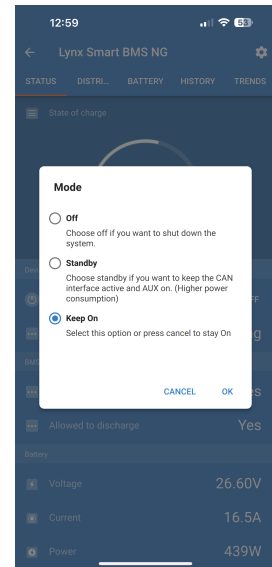 12:59
53
Lynx Smart BMS NG
STATUS DISTRI... BATTERY HISTORY TRENDS
State of charge
Mode
Off
Choose off if you want to shut down the
system.
Standby
Choose standby if you want to keep the CAN
interface active and AUX on. (Higher power
consumption)
Keep On
Select this option or press cancel to stay On
CANCEL OK
Allowed to discharge Yes
Battery
Voltage 26.60V
Current 16.5A
Power 439W